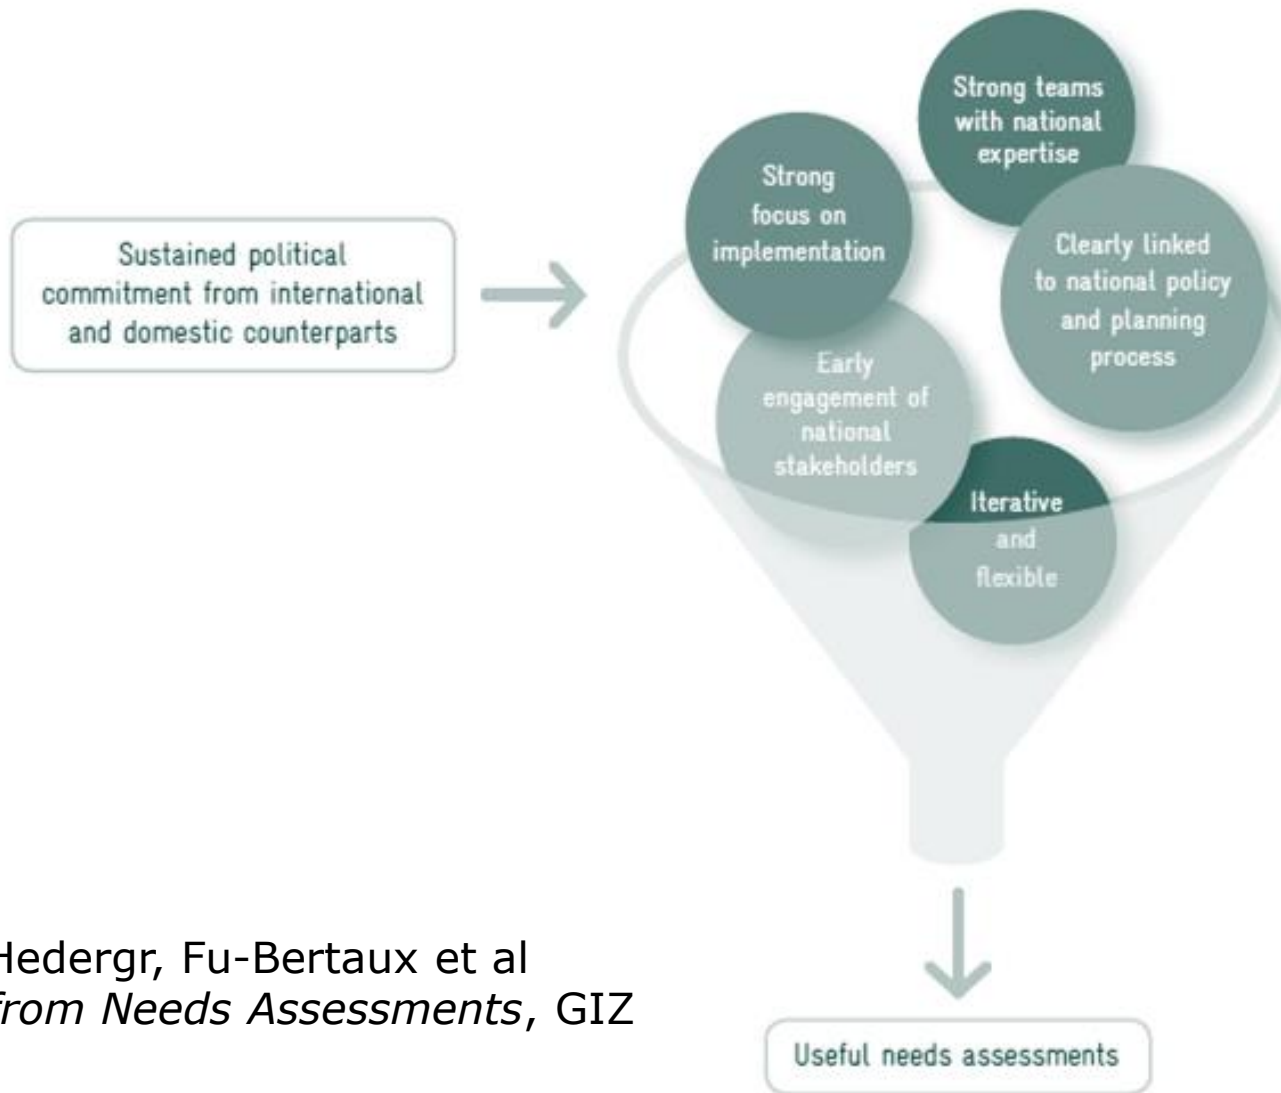 Strong teams
with national
expertise
Strong
focus on
implementation
Clearly linked
to national policy
and planning
process
Sustained political
commitment from international
and domestic counterparts
Early
engagement of
national
stakeholders
Iterative
and
flexible
Hedergr, Fu-Bertaux et al
from Needs Assessments, GIZ
Useful needs assessments